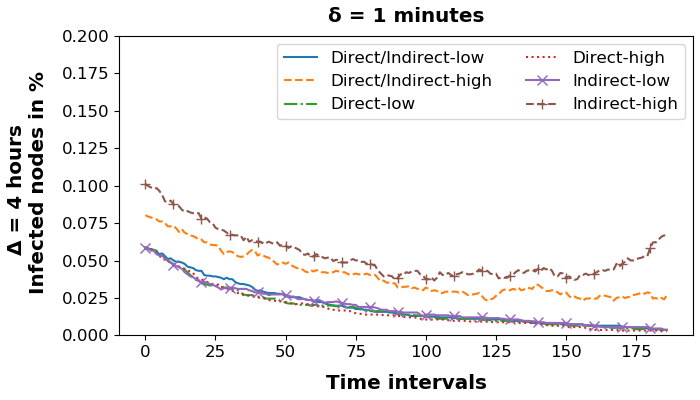 δ = 1 minutes
Δ = 4 hours
Infected nodes in %
0.200
0.175
0.150
0.125
0.100
0.075
0.050
0.025
0.000
Direct/Indirect-low
Direct/Indirect-high
Direct-low
Direct-high
Indirect-low
Indirect-high
0 25 50 75 100 125 150 175
Time intervals